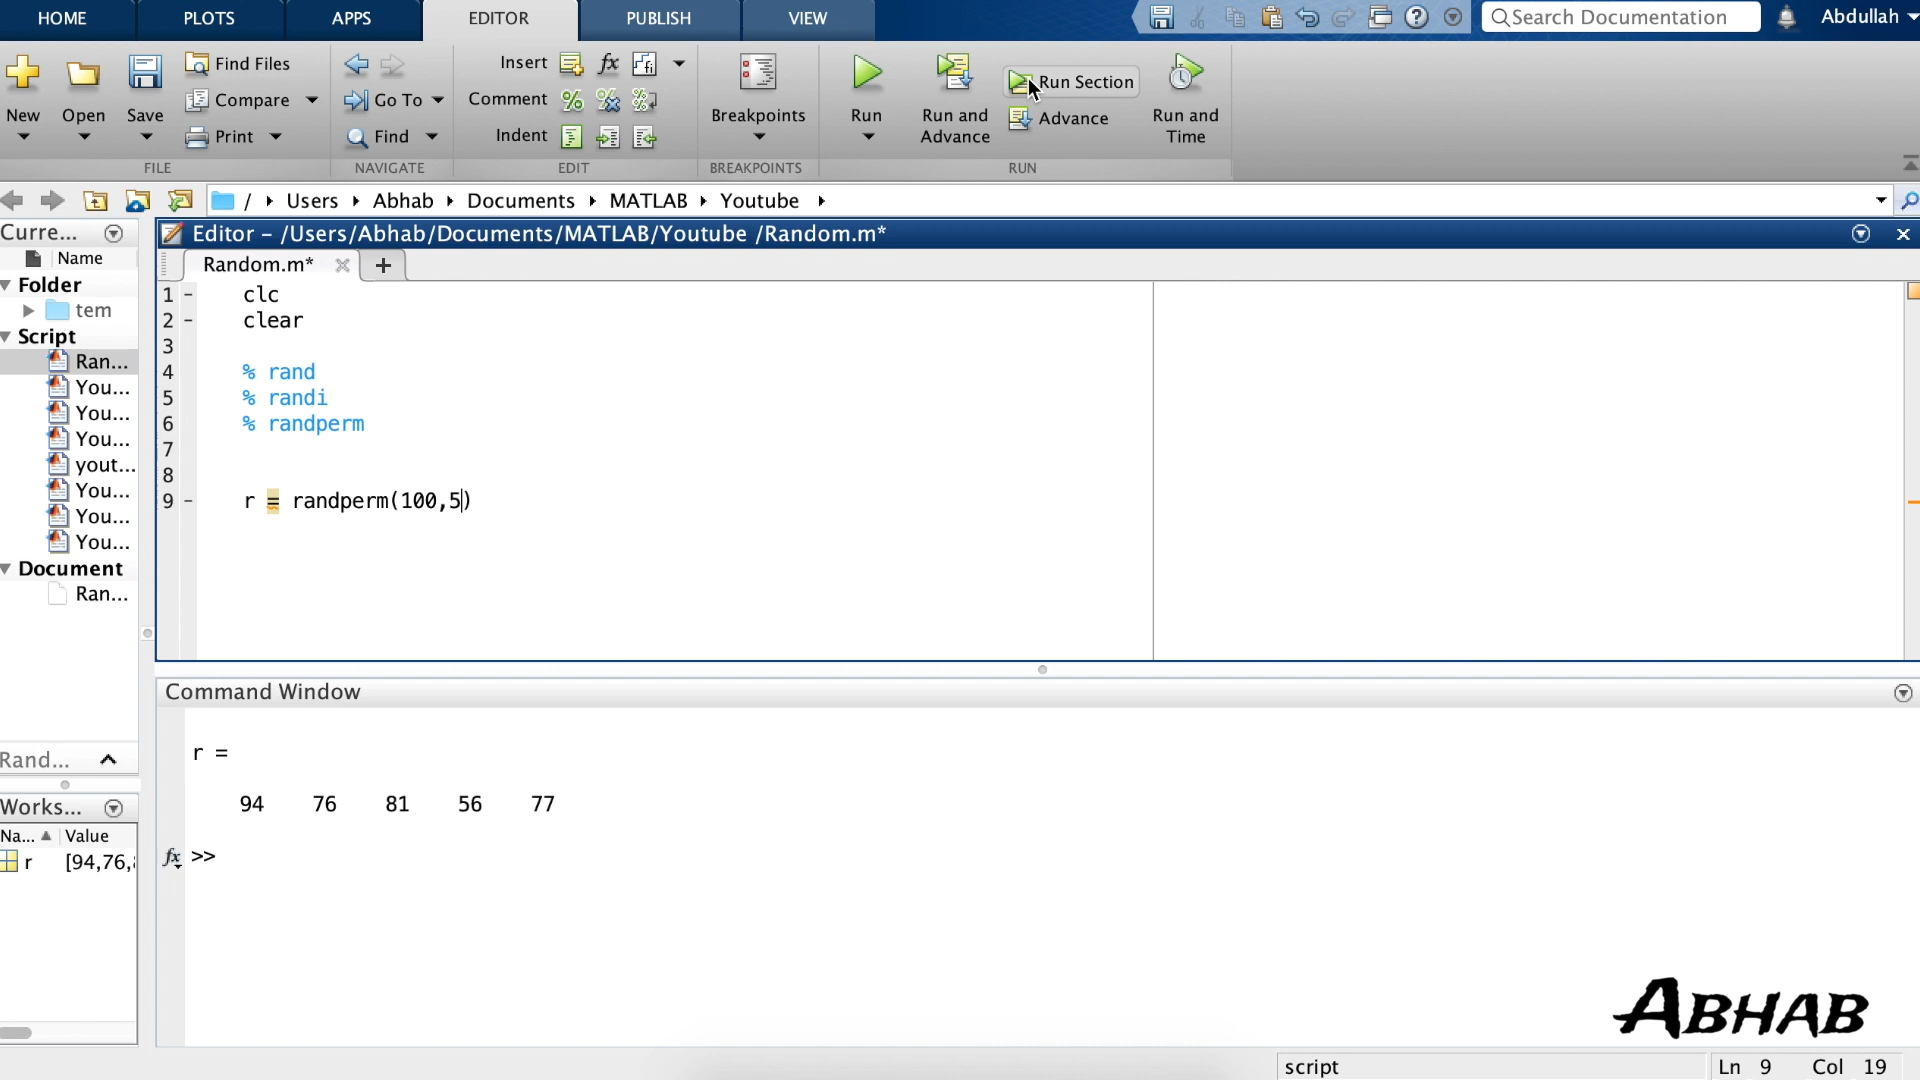 HOME PLOTS APPS EDITOR PUBLISH VIEW Search Documentation Abdullah
New Open Save Find Files Compare Print
FILE
Go To Find
NAVIGATE
Insert fx
Comment % %
Indent
EDIT
Breakpoints
BREAKPOINTS
Run Run and Advance Run Section Advance Run and Time
RUN
/ Users Abhab Documents MATLAB Youtube
Curre...
Name
Folder
tem
Script
Ran...
You...
You...
You...
yout...
You...
You...
You...
Document
Ran...
Rand...
Works...
Na... Value
r [94,76,
Editor - /Users/Abhab/Documents/MATLAB/Youtube /Random.m*
Random.m* +
1 - clc
2 - clear
3
4 % rand
5 % randi
6 % randperm
7
8
9 - r = randperm(100,5)
Command Window
r =
94 76 81 56 77
fx >>
ABHAB
script Ln 9 Col 19